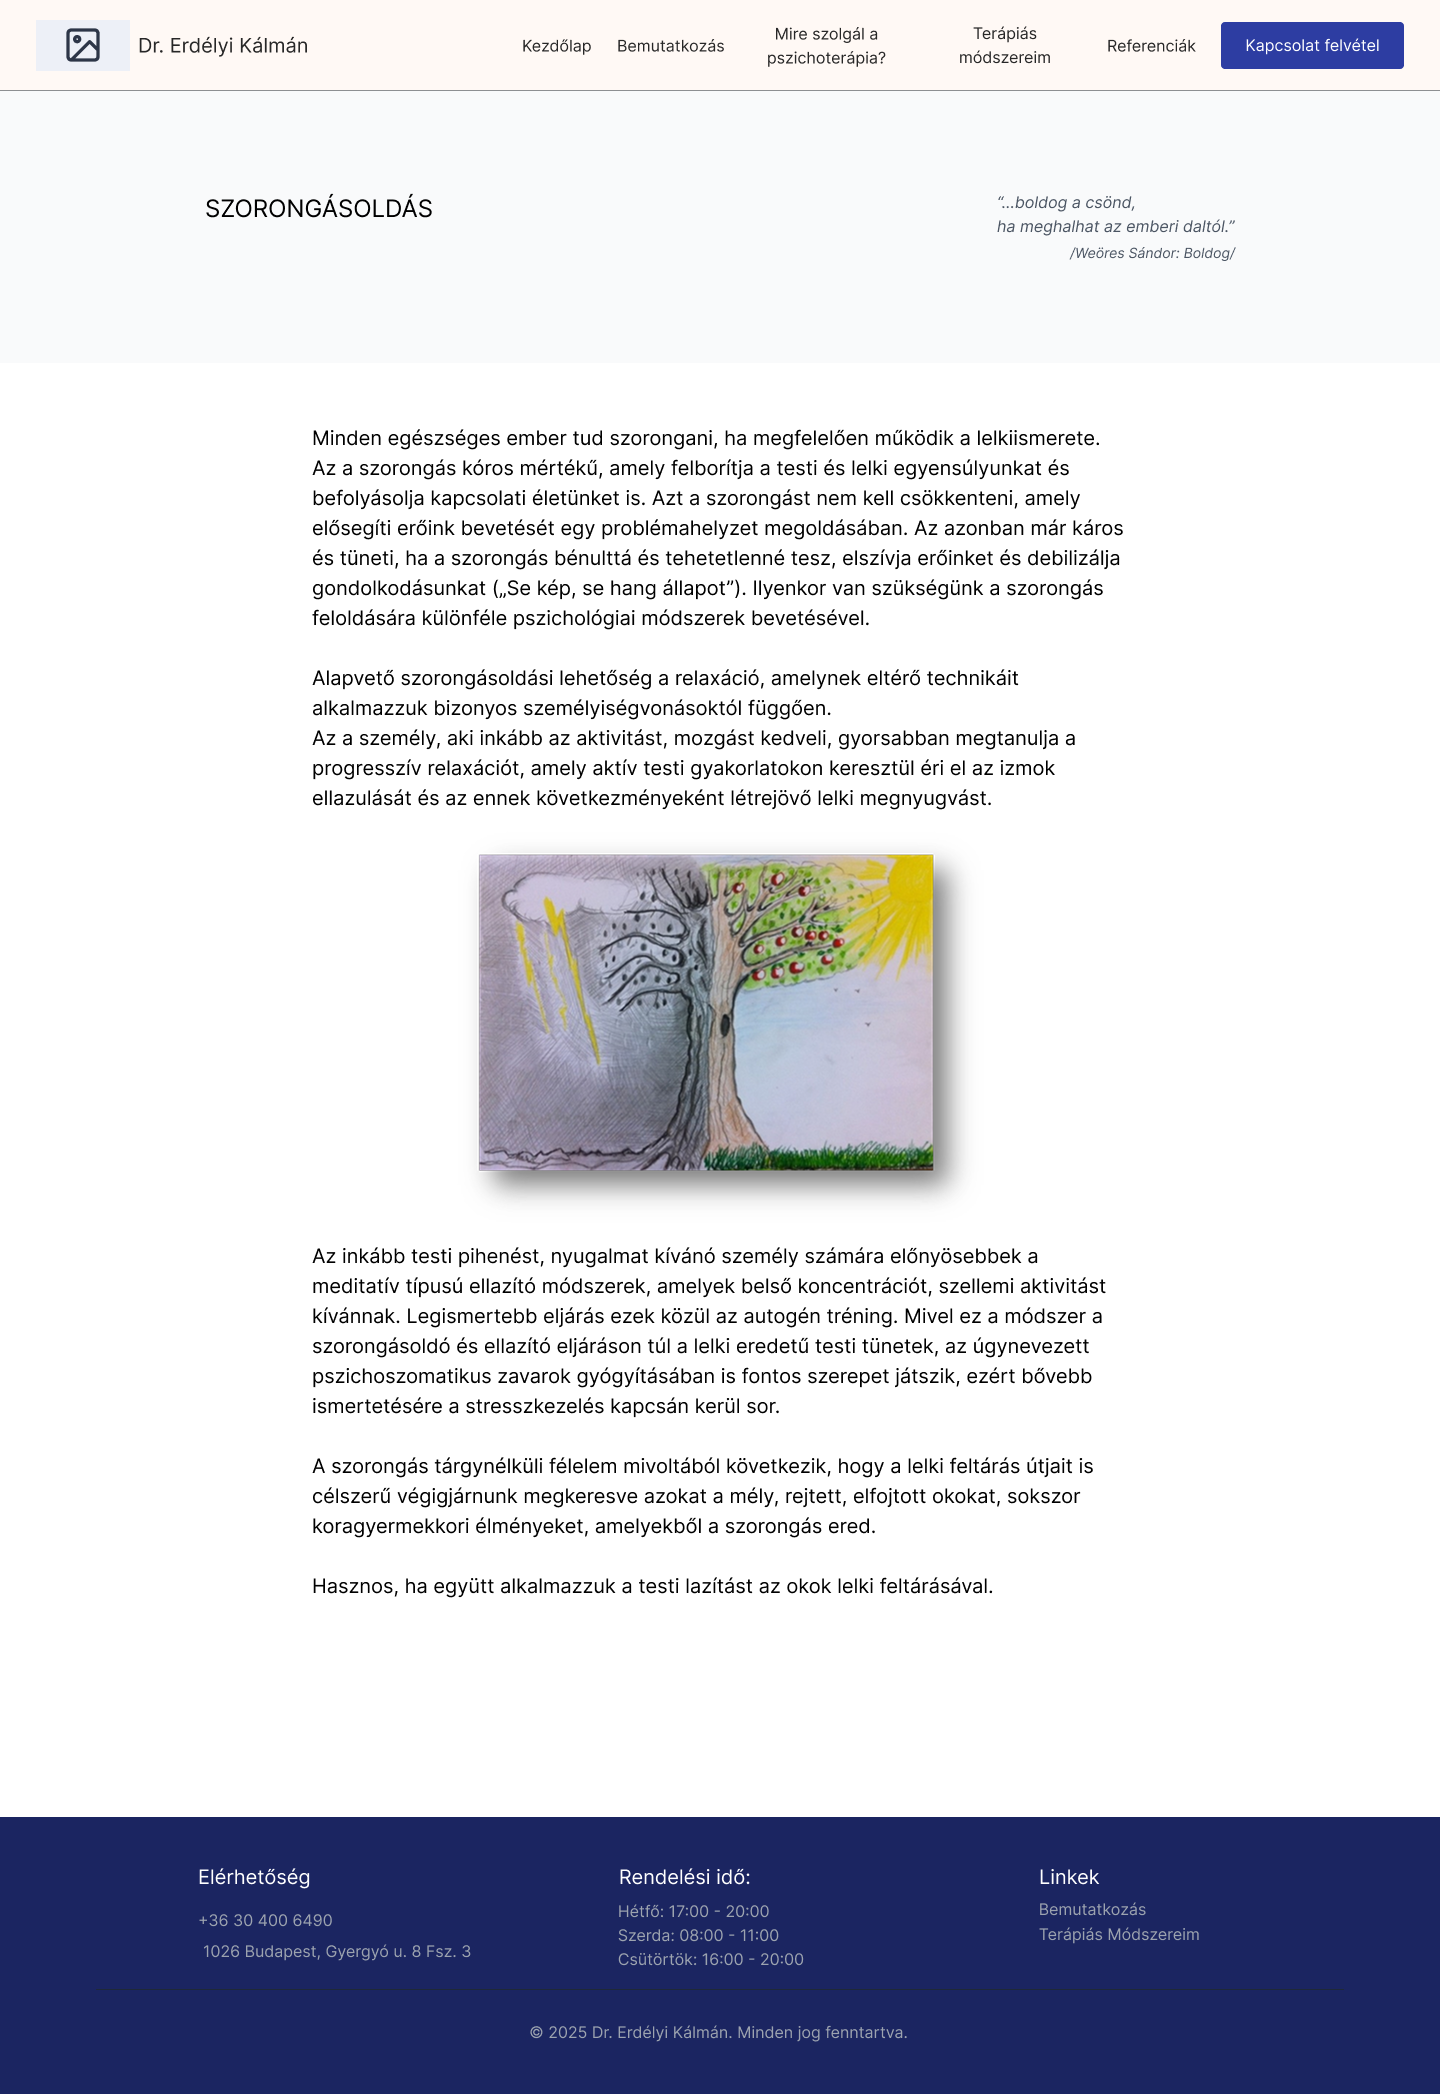 Dr. Erdélyi Kálmán
Kezdőlap
Bemutatkozás
Mire szolgál a
pszichoterápia?
Terápiás
módszereim
Referenciák
Kapcsolat felvétel
SZORONGÁSOLDÁS
“...boldog a csönd,
ha meghalhat az emberi daltól.”
/Weöres Sándor: Boldog/
Minden egészséges ember tud szorongani, ha megfelelően működik a lelkiismerete.
Az a szorongás kóros mértékű, amely felborítja a testi és lelki egyensúlyunkat és
befolyásolja kapcsolati életünket is. Azt a szorongást nem kell csökkenteni, amely
elősegíti erőink bevetését egy problémahelyzet megoldásában. Az azonban már káros
és tüneti, ha a szorongás bénulttá és tehetetlenné tesz, elszívja erőinket és debilizálja
gondolkodásunkat („Se kép, se hang állapot”). Ilyenkor van szükségünk a szorongás
feloldására különféle pszichológiai módszerek bevetésével.
Alapvető szorongásoldási lehetőség a relaxáció, amelynek eltérő technikáit
alkalmazzuk bizonyos személyiségvonásoktól függően.
Az a személy, aki inkább az aktivitást, mozgást kedveli, gyorsabban megtanulja a
progresszív relaxációt, amely aktív testi gyakorlatokon keresztül éri el az izmok
ellazulását és az ennek következményeként létrejövő lelki megnyugvást.
Az inkább testi pihenést, nyugalmat kívánó személy számára előnyösebbek a
meditatív típusú ellazító módszerek, amelyek belső koncentrációt, szellemi aktivitást
kívánnak. Legismertebb eljárás ezek közül az autogén tréning. Mivel ez a módszer a
szorongásoldó és ellazító eljáráson túl a lelki eredetű testi tünetek, az úgynevezett
pszichoszomatikus zavarok gyógyításában is fontos szerepet játszik, ezért bővebb
ismertetésére a stresszkezelés kapcsán kerül sor.
A szorongás tárgynélküli félelem mivoltából következik, hogy a lelki feltárás útjait is
célszerű végigjárnunk megkeresve azokat a mély, rejtett, elfojtott okokat, sokszor
koragyermekkori élményeket, amelyekből a szorongás ered.
Hasznos, ha együtt alkalmazzuk a testi lazítást az okok lelki feltárásával.
Elérhetőség
+36 30 400 6490
1026 Budapest, Gyergyó u. 8 Fsz. 3
Rendelési idő:
Hétfő: 17:00 - 20:00
Szerda: 08:00 - 11:00
Csütörtök: 16:00 - 20:00
Linkek
Bemutatkozás
Terápiás Módszereim
© 2025 Dr. Erdélyi Kálmán. Minden jog fenntartva.